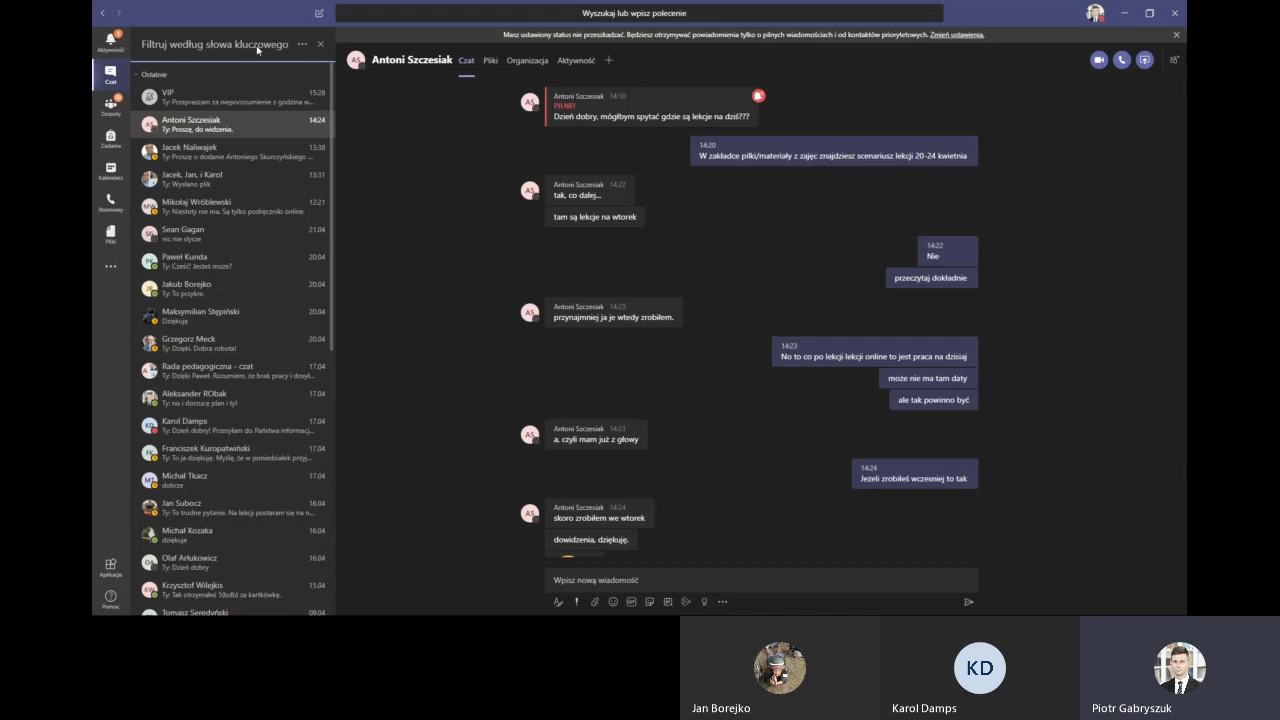 Wyszukaj lub wpisz polecenie
Masz ustawiony status nie przeszkadzać. Będziesz otrzymywać powiadomienia tylko o pilnych wiadomościach i od kontaktów priorytetowych. Zmień ustawienia.
Aktywność
Czat
Zespoły
Zadania
Kalendarz
Rozmowy
Pliki
Aplikacje
Pomoc
Filtruj według słowa kluczowego
Ostatnie
VIP 15:28
Ty: Przepraszam za nieporozumienie z godzina w...
Antoni Szczesiak 14:24
Ty: Proszę, do widzenia.
Jacek Naliwajek 13:38
Ty: Proszę o dodanie Antoniego Skurczyńskiego ...
Jacek, Jan, i Karol 13:31
Ty: Wysłano plik
Mikołaj Wróblewski 12:21
Ty: Niestety nie ma. Są tylko podręczniki online.
Sean Gagan 21.04
nic nie słysze
Paweł Kunda 20.04
Ty: Cześć! Jesteś może?
Jakub Borejko 20.04
Ty: To przykre.
Maksymilian Stępiński 20.04
Dziękuję
Grzegorz Meck 20.04
Ty: Dzięki. Dobra robota!
Rada pedagogiczna - czat 17.04
Ty: Dzięki Paweł. Rozumiem, że brak pracy i dosył...
Aleksander RObak 17.04
Ty: no i dorzucę plan i tyl
Karol Damps 17.04
Ty: Dzień dobry! Przesyłam do Państwa informacj...
Franciszek Kuropatwiński 17.04
Ty: To ja dziękuję. Myślę, że w poniedziałek przyj...
Michał Tkacz 17.04
dobrze
Jan Subocz 16.04
Ty: To trudne pytanie. Na lekcji postaram się na n...
Michał Kozaka 16.04
dziękuje
Olaf Arłukowicz 16.04
Ty: Dzień dobry
Krzysztof Wilejkis 15.04
Ty: Tak otrzymałeś 5(bdb) za kartkówkę.
Tomasz Seredyński 09.04
AS Antoni Szczesiak Czat Pliki Organizacja Aktywność
Antoni Szczesiak 14:10
PILNE!
Dzień dobry, mógłbym spytać gdzie są lekcje na dziś???
14:20
W zakładce pilki/materiały z zajęc znajdziesz scenariusz lekcji 20-24 kwietnia
Antoni Szczesiak 14:22
tak, co dalej...
tam są lekcje na wtorek
14:22
Nie
przeczytaj dokładnie
Antoni Szczesiak 14:23
przynajmniej ja je wtedy zrobiłem.
14:23
No to co po lekcji lekcji online to jest praca na dzisiaj
może nie ma tam daty
ale tak powinno być
Antoni Szczesiak 14:23
a, czyli mam już z głowy
14:24
Jeżeli zrobiłeś wczesniej to tak
Antoni Szczesiak 14:24
skoro zrobiłem we wtorek
dowidzenia, dziękuję.
Wpisz nową wiadomość
KD
Jan Borejko
Karol Damps
Piotr Gabryszuk